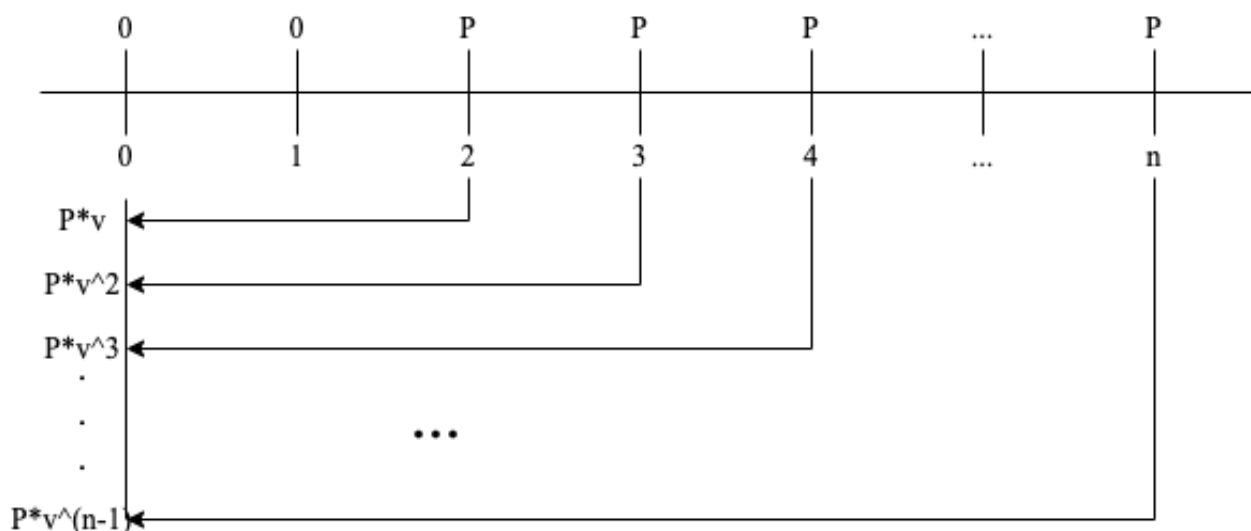 0 0 P P P ... P
0 1 2 3 4 ... n
P*v
P*v^2
P*v^3
.
.
...
.
P*v^(n-1)